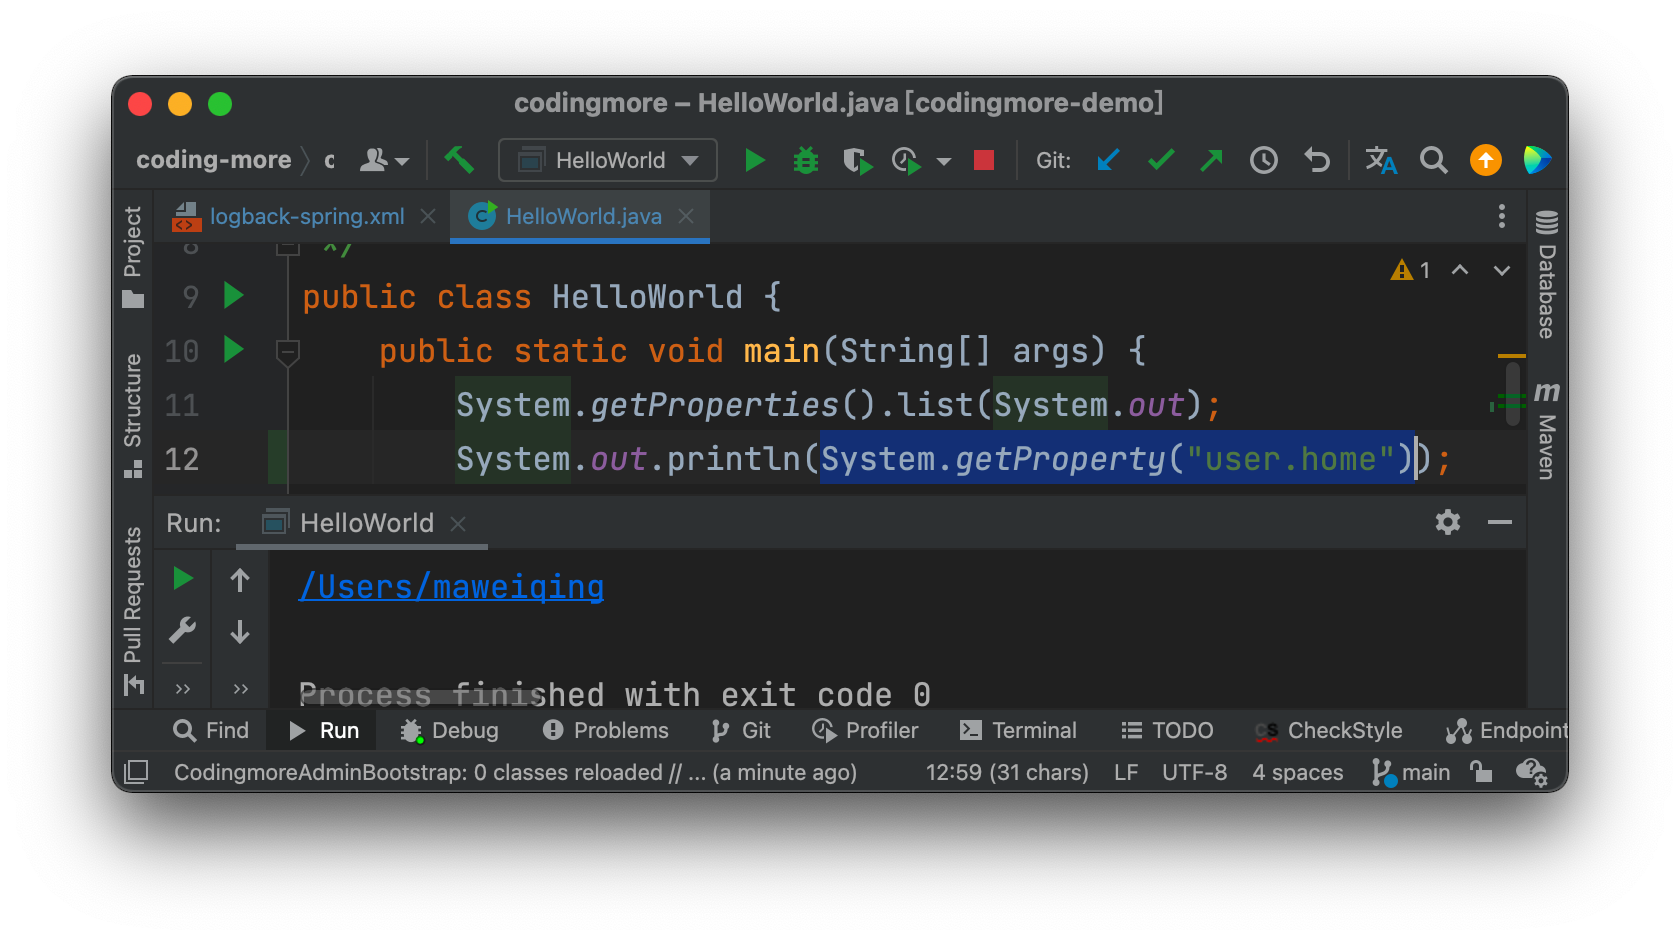 codingmore – HelloWorld.java [codingmore-demo]
coding-more c HelloWorld Git:
logback-spring.xml HelloWorld.java
Project
Structure
Pull Requests
Database
m Maven
1
8 */
9 public class HelloWorld {
10 public static void main(String[] args) {
11 System.getProperties().list(System.out);
12 System.out.println(System.getProperty("user.home"));
Run: HelloWorld
/Users/maweiqing
Process finished with exit code 0
Find Run Debug Problems Git Profiler Terminal TODO CS CheckStyle Endpoint
CodingmoreAdminBootstrap: 0 classes reloaded // ... (a minute ago) 12:59 (31 chars) LF UTF-8 4 spaces main